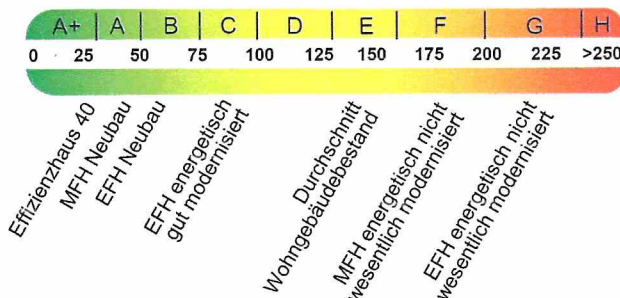 A+ A B C D E F G H
0 25 50 75 100 125 150 175 200 225 >250
Effizienzhaus 40
MFH Neubau
EFH Neubau
EFH energetisch
gut modernisiert
Durchschnitt
Wohngebäudebestand
MFH energetisch nicht
wesentlich modernisiert
EFH energetisch nicht
wesentlich modernisiert